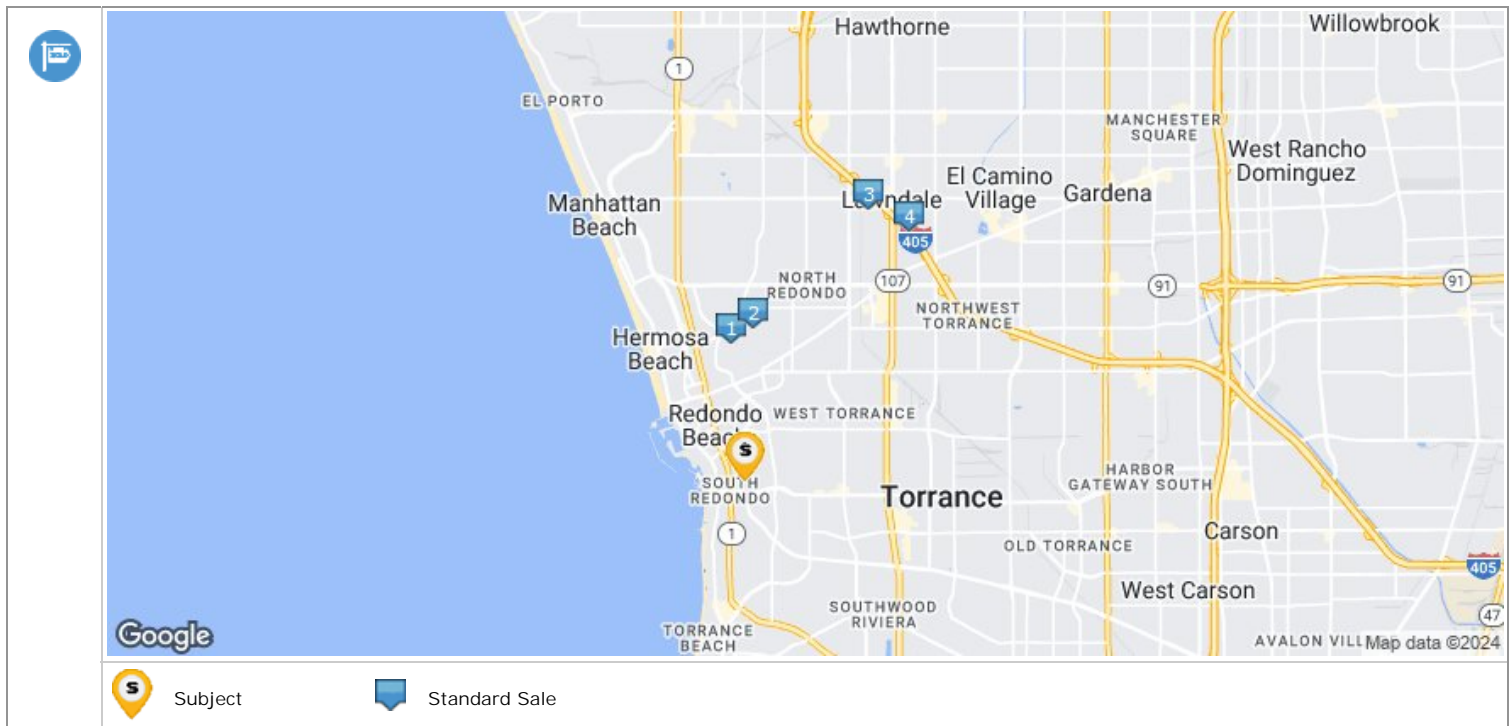 Hawthorne
Willowbrook
1
EL PORTO
MANCHESTER
SQUARE
West Rancho
Dominguez
El Camino
Village
Gardena
3
Lawndale
4
405
Manhattan
Beach
NORTH
REDONDO
107
91
91
NORTHWEST
TORRANCE
2
1
Hermosa
Beach
Redondo
Beach
WEST TORRANCE
S
SOUTH
REDONDO
HARBOR
GATEWAY SOUTH
Torrance
1
Carson
OLD TORRANCE
405
West Carson
SOUTHWOOD
RIVIERA
47
TORRANCE
BEACH
Google
AVALON VILL
Map data ©2024
S
Subject
Standard Sale